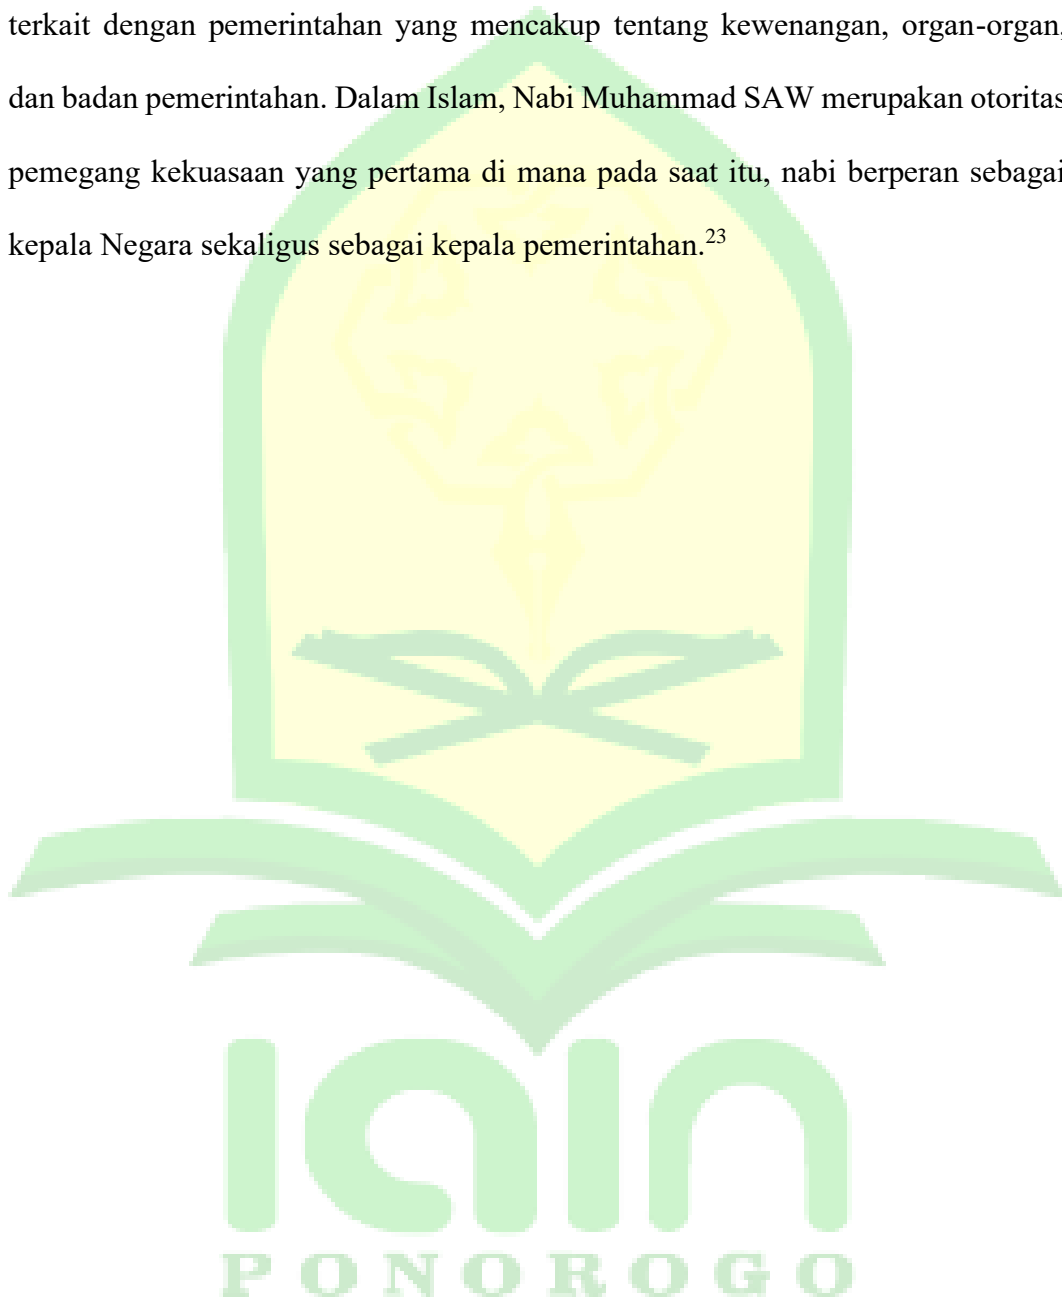 terkait dengan pemerintahan yang mencakup tentang kewenangan, organ-organ,
dan badan pemerintahan. Dalam Islam, Nabi Muhammad SAW merupakan otoritas
pemegang kekuasaan yang pertama di mana pada saat itu, nabi berperan sebagai
kepala Negara sekaligus sebagai kepala pemerintahan.23
IAIN
PONOROGO